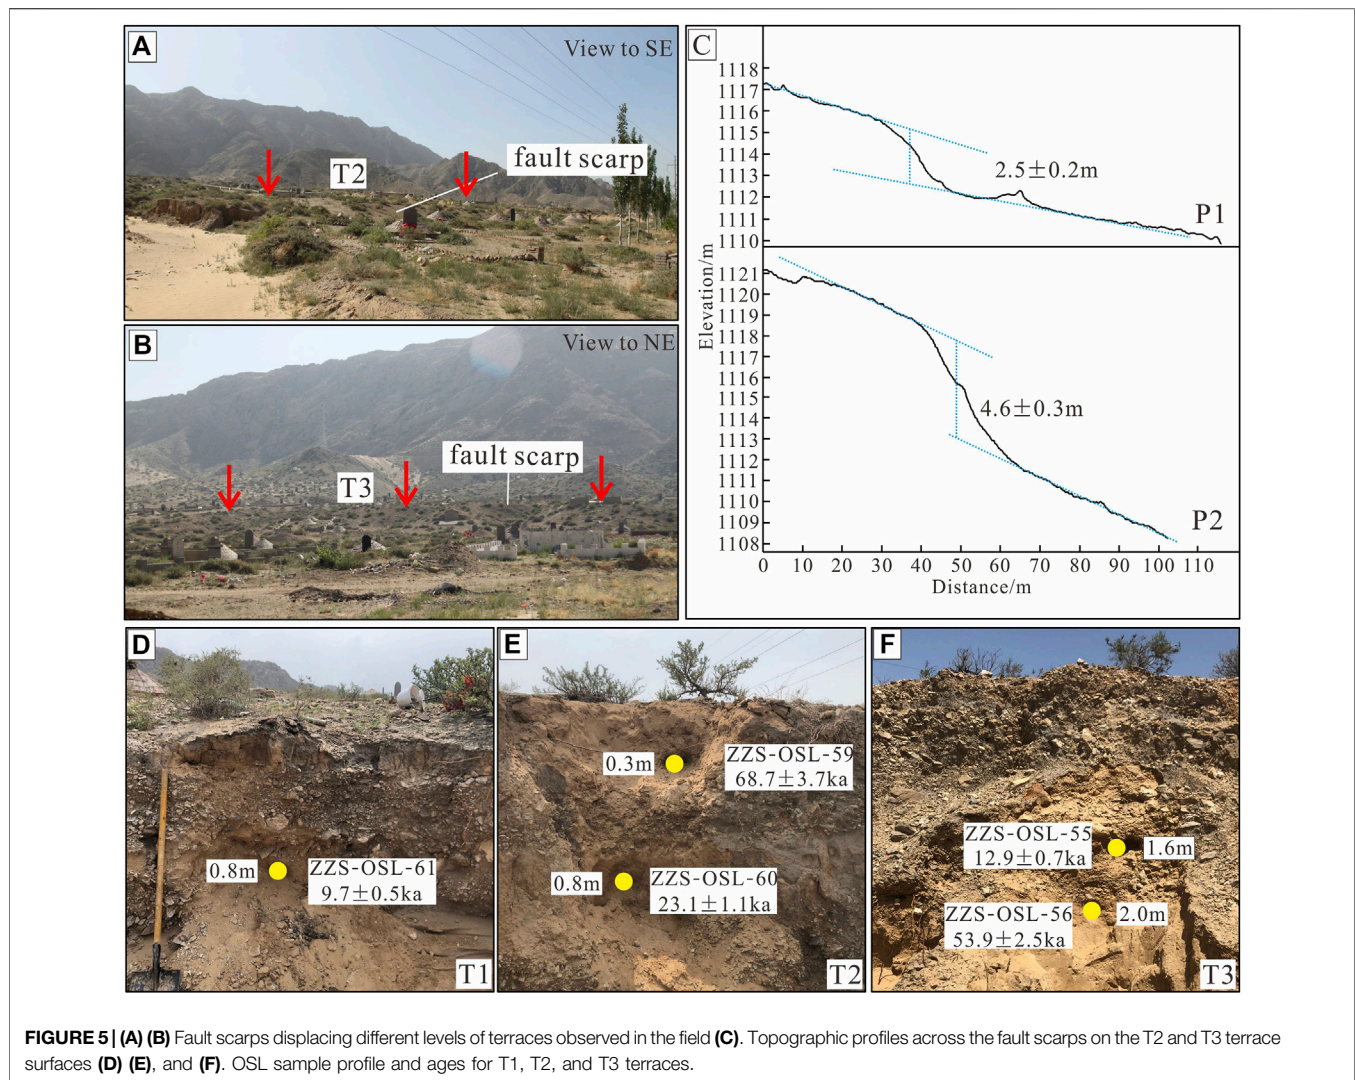 A
View to SE
T2
fault scarp
B
View to NE
T3
fault scarp
C
Elevation/m
1118
1117
1116
1115
1114
1113
1112
1111
1110
2.5±0.2m
P1
1121
1120
1119
1118
1117
1116
1115
1114
1113
1112
1111
1110
1109
1108
4.6±0.3m
P2
0 10 20 30 40 50 60 70 80 90 100 110
Distance/m
D
0.8m
ZZS-OSL-61
9.7±0.5ka
T1
E
0.3m
ZZS-OSL-59
68.7±3.7ka
0.8m
ZZS-OSL-60
23.1±1.1ka
T2
F
ZZS-OSL-55
12.9±0.7ka
1.6m
ZZS-OSL-56
53.9±2.5ka
2.0m
T3
FIGURE 5 | (A) (B) Fault scarps displacing different levels of terraces observed in the field (C). Topographic profiles across the fault scarps on the T2 and T3 terrace
surfaces (D) (E), and (F). OSL sample profile and ages for T1, T2, and T3 terraces.